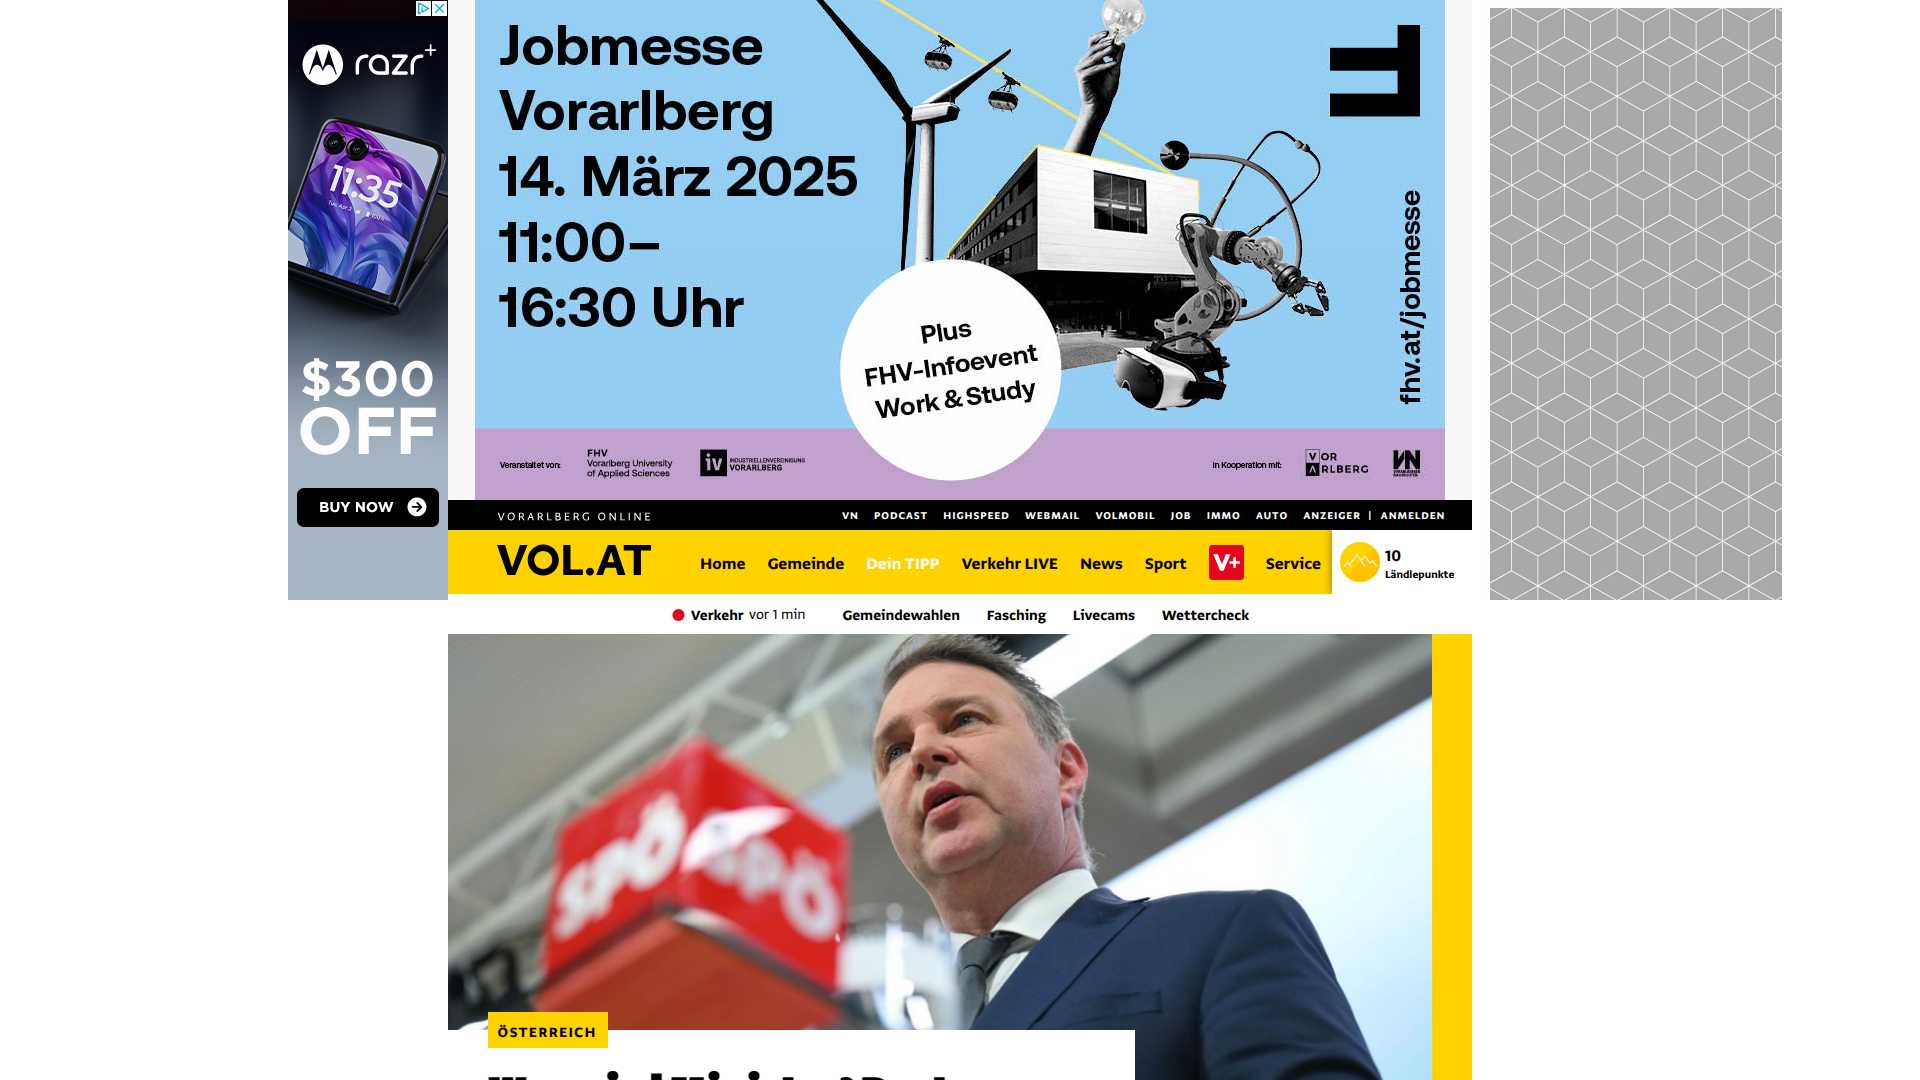 razr+
11:35
$300
OFF
BUY NOW
Jobmesse
Vorarlberg
14. März 2025
11:00–
16:30 Uhr
Plus
FHV-Infoevent
Work & Study
fhv.at/jobmesse
Veranstaltet von:
FHV
Vorarlberg University
of Applied Sciences
iv INDUSTRIELLENVEREINIGUNG
VORARLBERG
In Kooperation mit:
VOR
ARLBERG
VN
VORARLBERG ONLINE
VN PODCAST HIGHSPEED WEBMAIL VOLMOBIL JOB IMMO AUTO ANZEIGER | ANMELDEN
VOL.AT
Home Gemeinde Dein TIPP Verkehr LIVE News Sport V+ Service
10
Ländlepunkte
Verkehr vor 1 min Gemeindewahlen Fasching Livecams Wettercheck
SPÖ SPÖ
ÖSTERREICH